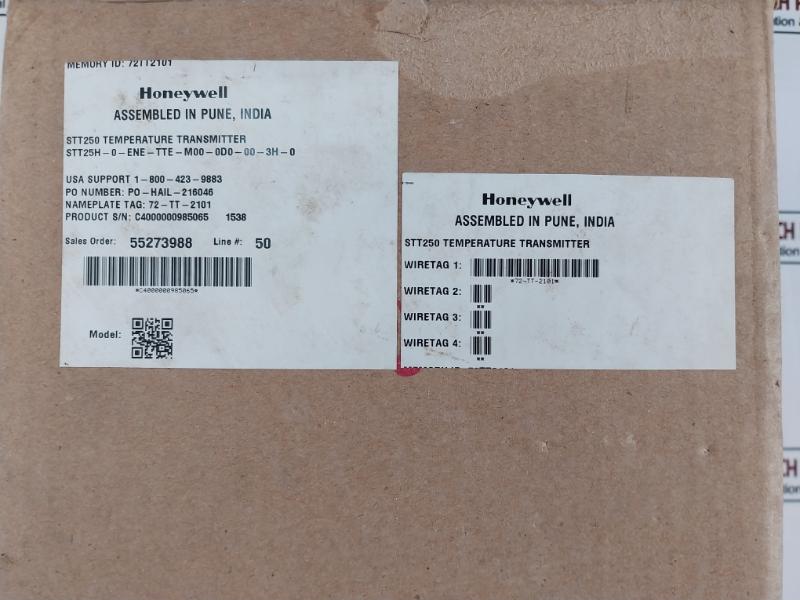 MEMORY ID: 72TT2101
Honeywell
ASSEMBLED IN PUNE, INDIA
STT250 TEMPERATURE TRANSMITTER
STT25H-0-ENE-TTE-M00-0D0-00-3H-0
USA SUPPORT 1-800-423-9883
PO NUMBER: PO-HAIL-216046
NAMEPLATE TAG: 72-TT-2101
PRODUCT S/N: C4000000985065 1538
Sales Order: 55273988 Line #: 50
*C4000000985065*
Model:
Honeywell
ASSEMBLED IN PUNE, INDIA
STT250 TEMPERATURE TRANSMITTER
WIRETAG 1:
*72-TT-2101*
WIRETAG 2:
**
WIRETAG 3:
**
WIRETAG 4:
**